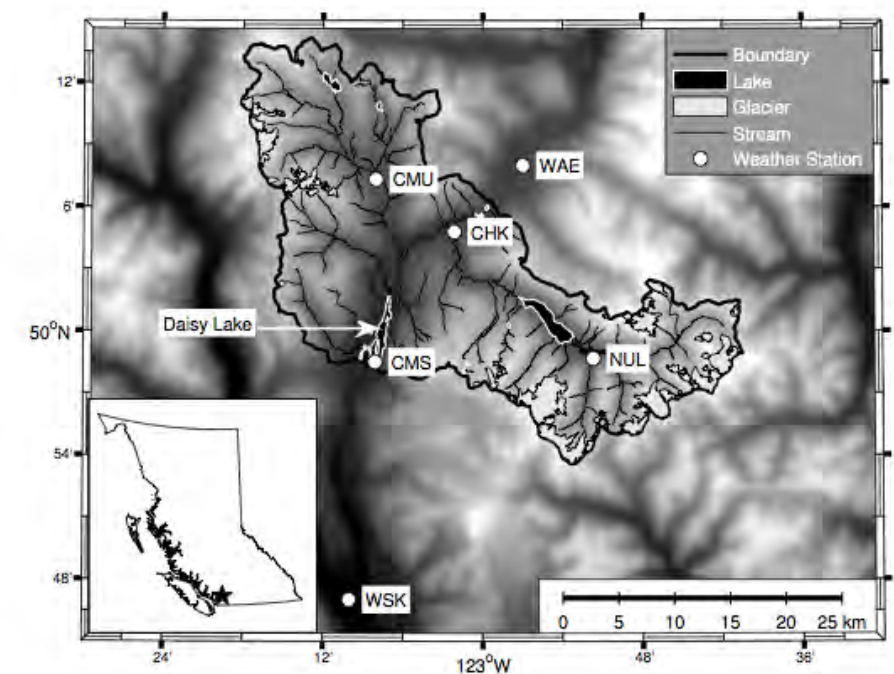 Boundary
Lake
Glacier
Stream
Weather Station
12'
6'
50°N
54'
48'
WAE
CMU
CHK
Daisy Lake
CMS
NUL
WSK
0 5 10 15 20 25 km
24' 12' 123°W 48' 36'